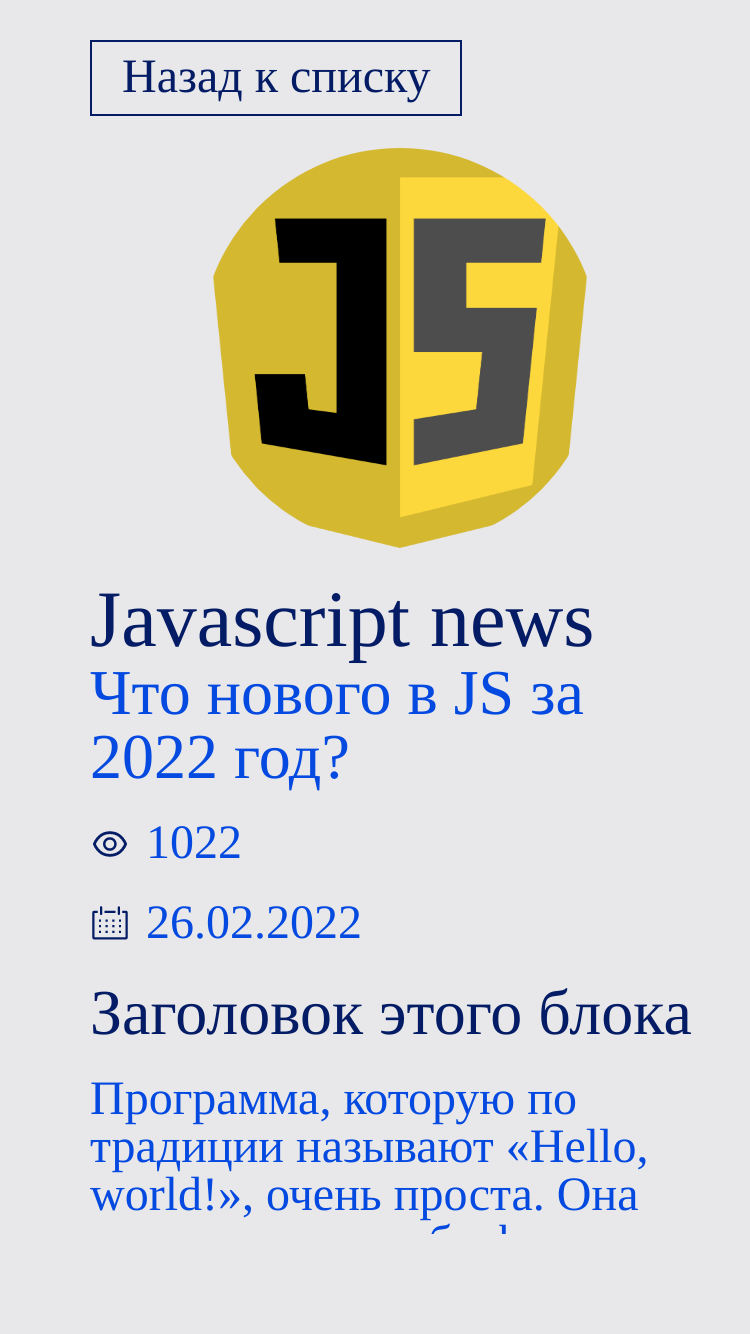 Назад к списку
JS
Javascript news
Что нового в JS за
2022 год?
1022
26.02.2022
Заголовок этого блока
Программа, которую по
традиции называют «Hello,
world!», очень проста. Она